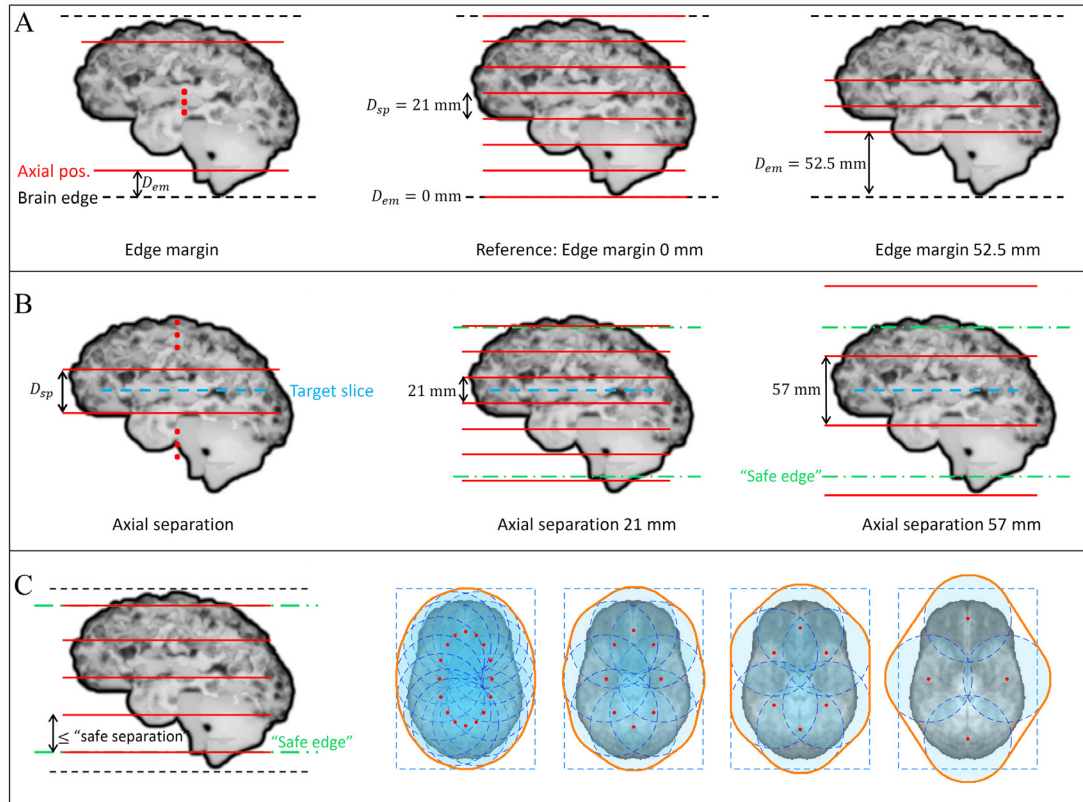 A
Axial pos.
D_em
Brain edge
Edge margin
D_sp = 21 mm
D_em = 0 mm
Reference: Edge margin 0 mm
D_em = 52.5 mm
Edge margin 52.5 mm
B
D_sp
Target slice
Axial separation
21 mm
Axial separation 21 mm
57 mm
"Safe edge"
Axial separation 57 mm
C
≤ "safe separation
"Safe edge"